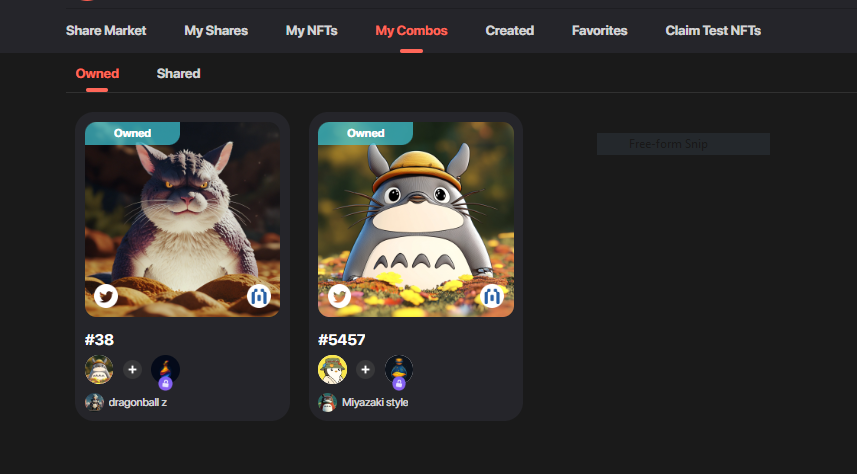 Share Market My Shares My NFTs My Combos Created Favorites Claim Test NFTs
Owned Shared
Owned
Owned
Free-form Snip
#38
#5457
dragonball z
Miyazaki style